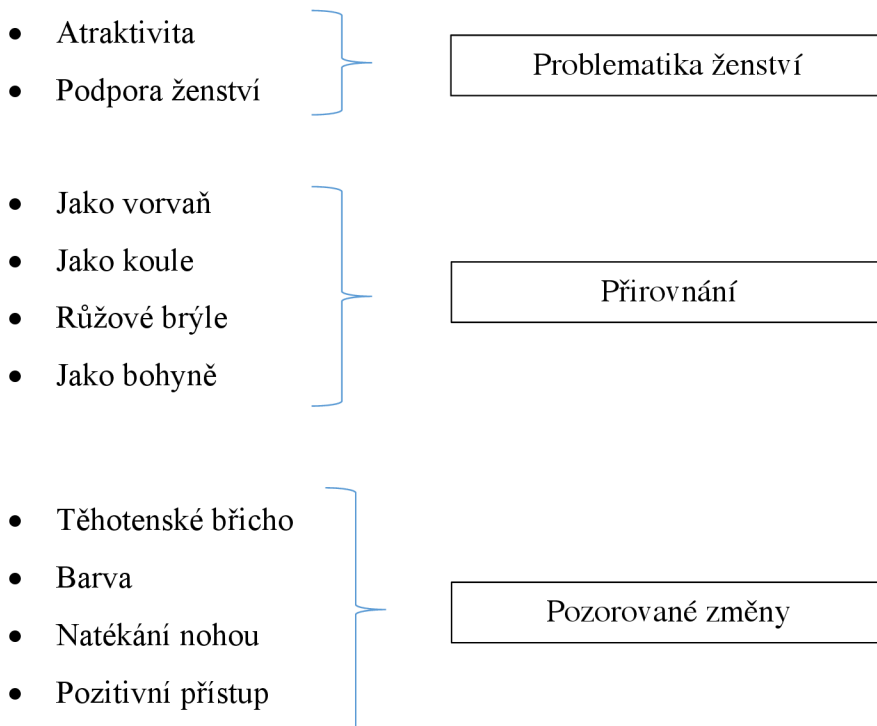 • Atraktivita
• Podpora ženství
Problematika ženství
• Jako vorvaň
• Jako koule
• Růžové brýle
• Jako bohyně
Přirovnání
• Těhotenské břicho
• Barva
• Natékání nohou
• Pozitivní přístup
Pozorované změny